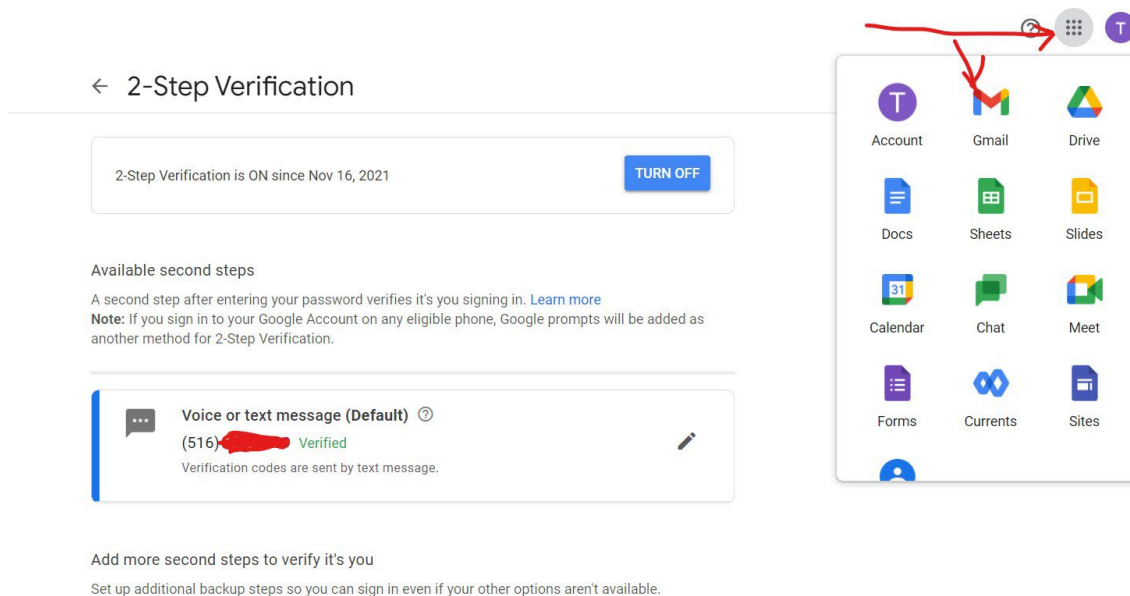 T
← 2-Step Verification
2-Step Verification is ON since Nov 16, 2021
TURN OFF
Available second steps
A second step after entering your password verifies it's you signing in. Learn more
Note: If you sign in to your Google Account on any eligible phone, Google prompts will be added as
another method for 2-Step Verification.
Voice or text message (Default)
(516)
Verified
Verification codes are sent by text message.
Add more second steps to verify it's you
Set up additional backup steps so you can sign in even if your other options aren't available.
T
Account
Gmail
Drive
Docs
Sheets
Slides
31
Calendar
Chat
Meet
Forms
Currents
Sites